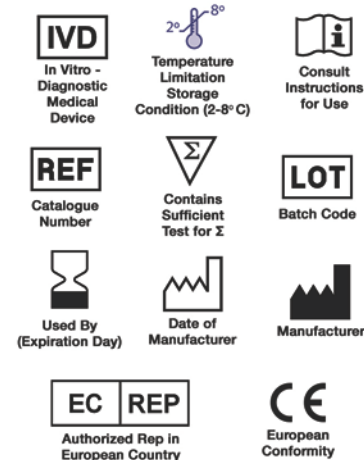 IVD
In Vitro -
Diagnostic
Medical
Device
2° 8°
Temperature
Limitation
Storage
Condition (2-8°C)
i
Consult
Instructions
for Use
REF
Catalogue
Number
Σ
Contains
Sufficient
Test for Σ
LOT
Batch Code
Used By
(Expiration Day)
Date of
Manufacturer
Manufacturer
EC REP
Authorized Rep in
European Country
CE
European
Conformity